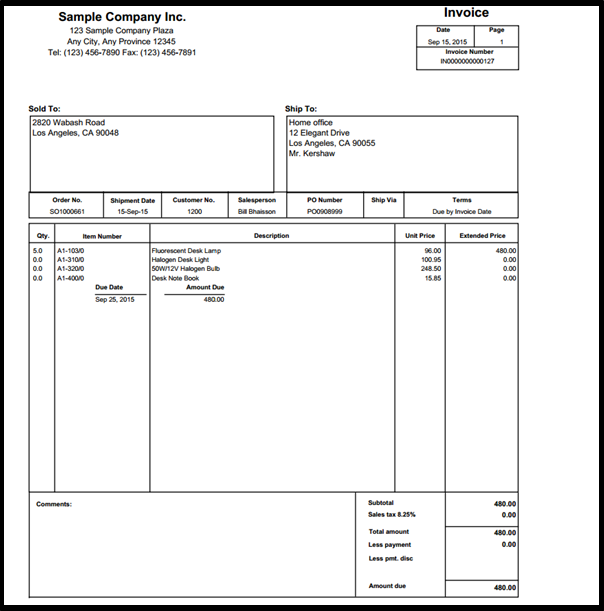 Sample Company Inc.
123 Sample Company Plaza
Any City, Any Province 12345
Tel: (123) 456-7890 Fax: (123) 456-7891
Invoice
Date Page
Sep 15, 2015 1
Invoice Number
IN0000000000127
Sold To:
2820 Wabash Road
Los Angeles, CA 90048
Ship To:
Home office
12 Elegant Drive
Los Angeles, CA 90055
Mr. Kershaw
Order No. Shipment Date Customer No. Salesperson PO Number Ship Via Terms
SO1000661 15-Sep-15 1200 Bill Bhaisson PO0908999 Due by Invoice Date
Qty. Item Number Description Unit Price Extended Price
5.0 A1-103/0 Fluorescent Desk Lamp 96.00 480.00
0.0 A1-310/0 Halogen Desk Light 100.95 0.00
0.0 A1-320/0 50W/12V Halogen Bulb 248.50 0.00
0.0 A1-400/0 Desk Note Book 15.85 0.00
Due Date Amount Due
Sep 25, 2015 480.00
Comments:
Subtotal 480.00
Sales tax 8.25% 0.00
Total amount 480.00
Less payment 0.00
Less pmt. disc
Amount due 480.00